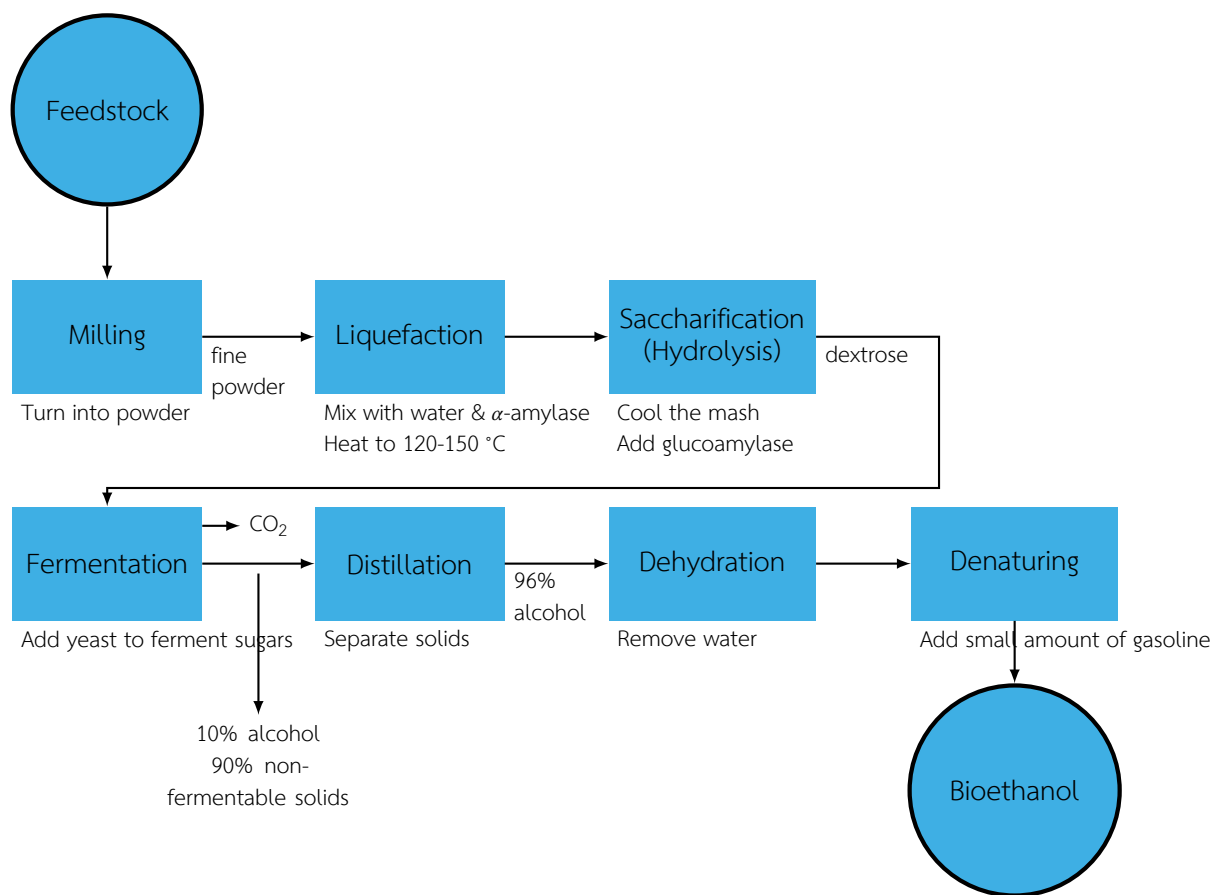 Feedstock
Milling
fine
powder
Turn into powder
Liquefaction
Mix with water & α-amylase
Heat to 120-150 °C
Saccharification
(Hydrolysis)
dextrose
Cool the mash
Add glucoamylase
Fermentation
CO₂
Add yeast to ferment sugars
10% alcohol
90% non-
fermentable solids
Distillation
96%
alcohol
Separate solids
Dehydration
Remove water
Denaturing
Add small amount of gasoline
Bioethanol